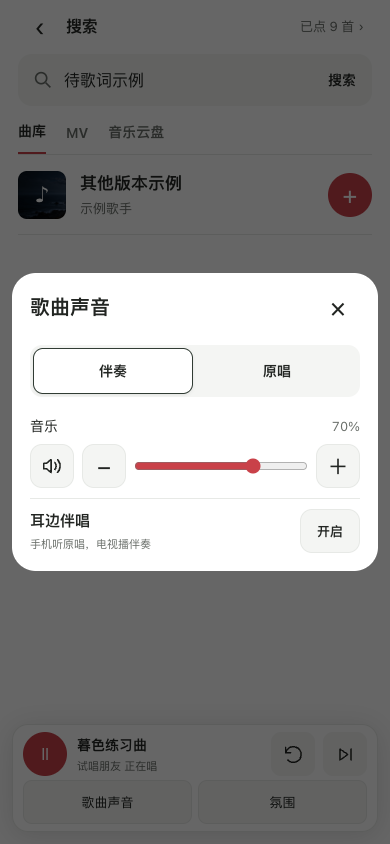 搜索
已点 9 首 ›
待歌词示例
搜索
曲库
MV
音乐云盘
其他版本示例
示例歌手
歌曲声音
伴奏
原唱
音乐
70%
耳边伴唱
手机听原唱，电视播伴奏
开启
暮色练习曲
试唱朋友 正在唱
歌曲声音
氛围